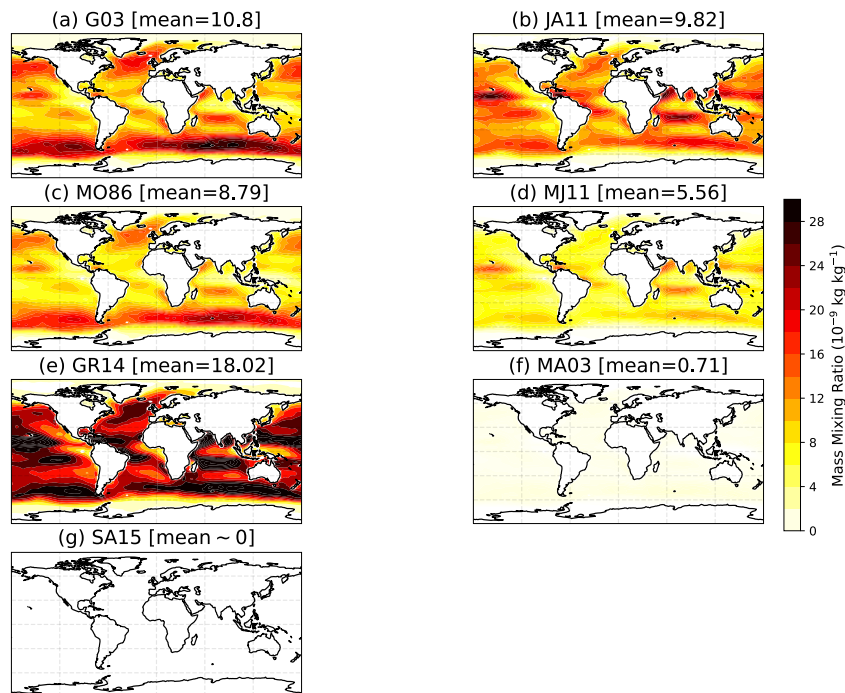 (a) G03 [mean=10.8]
(b) JA11 [mean=9.82]
(c) MO86 [mean=8.79]
(d) MJ11 [mean=5.56]
(e) GR14 [mean=18.02]
(f) MA03 [mean=0.71]
(g) SA15 [mean ~ 0]
28
24
20
16
12
8
4
0
Mass Mixing Ratio (10⁻⁹ kg kg⁻¹)